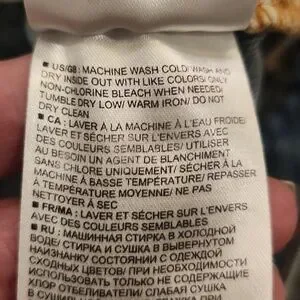 ■ US/GB : MACHINE WASH COLD/ WASH AND
DRY INSIDE OUT WITH LIKE COLORS/ ONLY
NON-CHLORINE BLEACH WHEN NEEDED/
TUMBLE DRY LOW/ WARM IRON/ DO NOT
DRY CLEAN
■ CA : LAVER À LA MACHINE À L'EAU FROIDE/
LAVER ET SÉCHER SUR L'ENVERS AVEC
DES COULEURS SEMBLABLES/ UTILISER
AU BESOIN UN AGENT DE BLANCHIMENT
SANS CHLORE UNIQUEMENT/ SÉCHER À LA
MACHINE À BASSE TEMPÉRATURE/ REPASSER
À TEMPÉRATURE MOYENNE/ NE PAS
NETTOYER À SEC
■ FR/MA : LAVER ET SÉCHER SUR L'ENVERS
AVEC DES COULEURS SEMBLABLES
■ RU : МАШИННАЯ СТИРКА В ХОЛОДНОЙ
ВОДЕ/ СТИРКА И СУШКА В ВЫВЕРНУТОМ
НАИЗНАНКУ СОСТОЯНИИ С ОДЕЖДОЙ
СХОДНЫХ ЦВЕТОВ/ ПРИ НЕОБХОДИМОСТИ
ИСПОЛЬЗОВАТЬ ТОЛЬКО НЕ СОДЕРЖАЩИЕ
ХЛОР ОТБЕЛИВАТЕЛИ/ СЛАБАЯ СУШКА